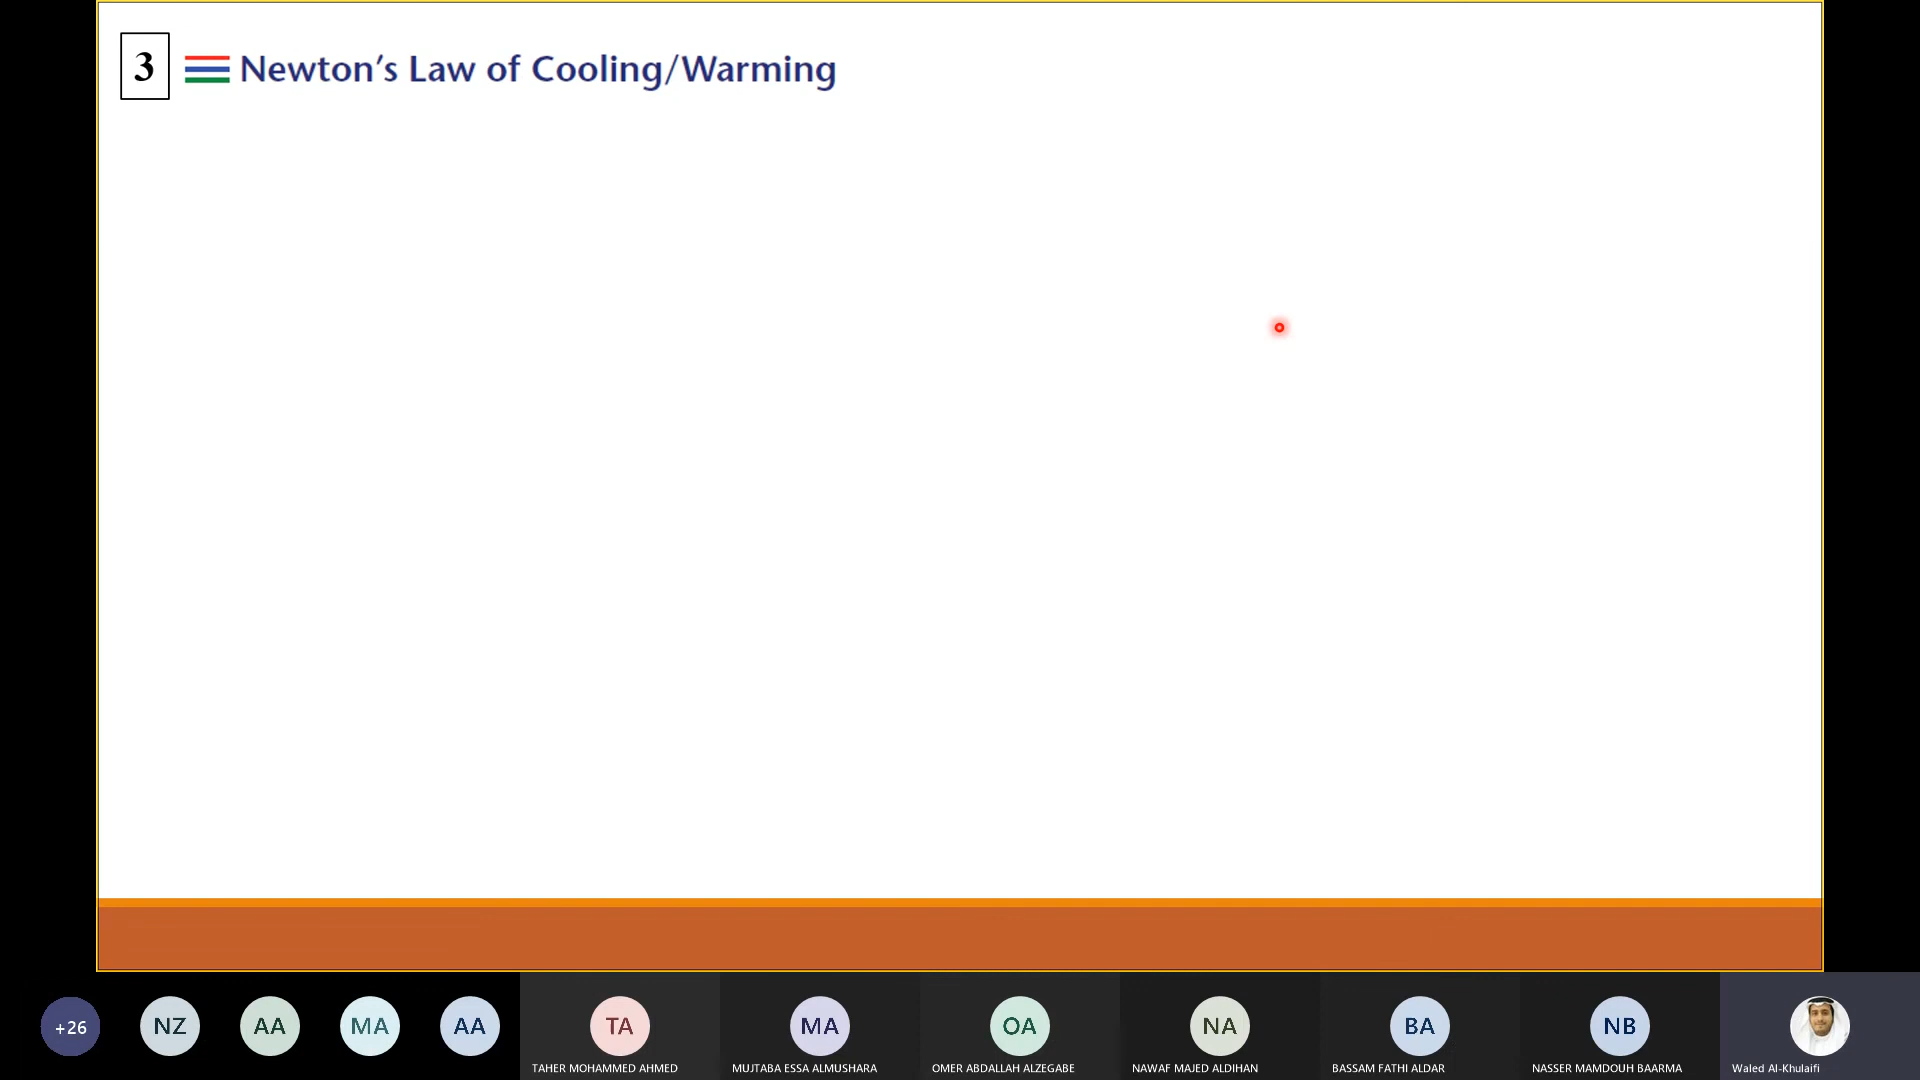 3 Newton's Law of Cooling/Warming
+26 NZ AA MA AA TA MA OA NA BA NB
TAHER MOHAMMED AHMED MUJTABA ESSA ALMUSHARA OMER ABDALLAH ALZEGABE NAWAF MAJED ALDIHAN BASSAM FATHI ALDAR NASSER MAMDOUH BAARMA Waled Al-Khulaifi